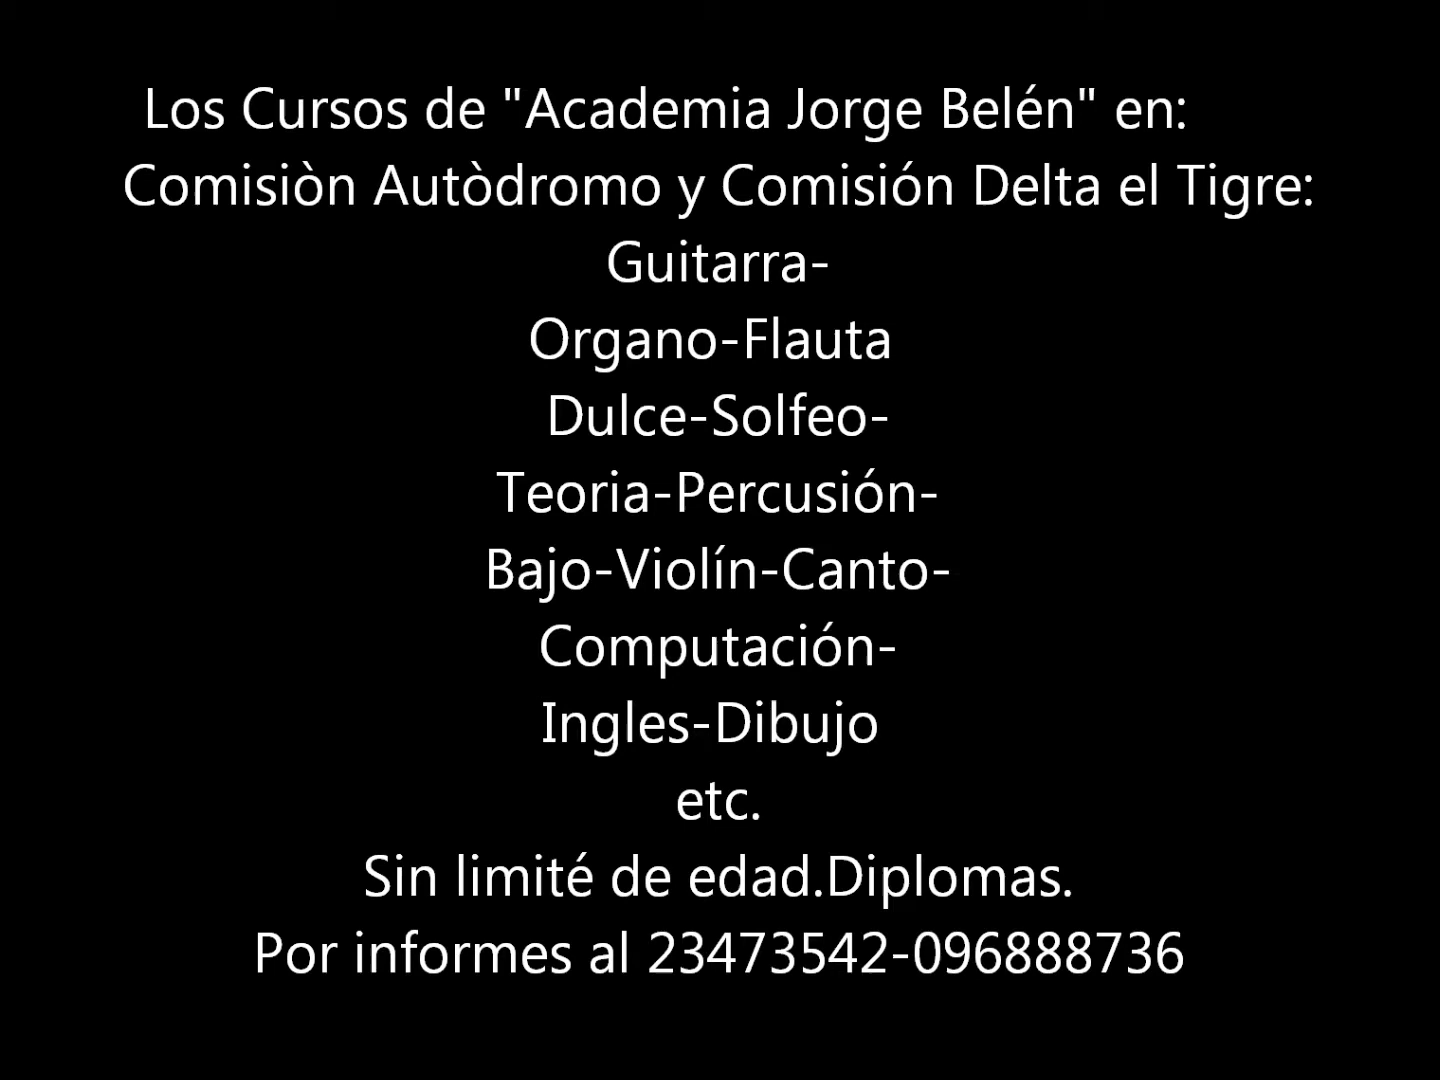 Los Cursos de "Academia Jorge Belén" en:
Comisiòn Autòdromo y Comisión Delta el Tigre:
Guitarra-
Organo-Flauta
Dulce-Solfeo-
Teoria-Percusión-
Bajo-Violín-Canto-
Computación-
Ingles-Dibujo
etc.
Sin limité de edad.Diplomas.
Por informes al 23473542-096888736